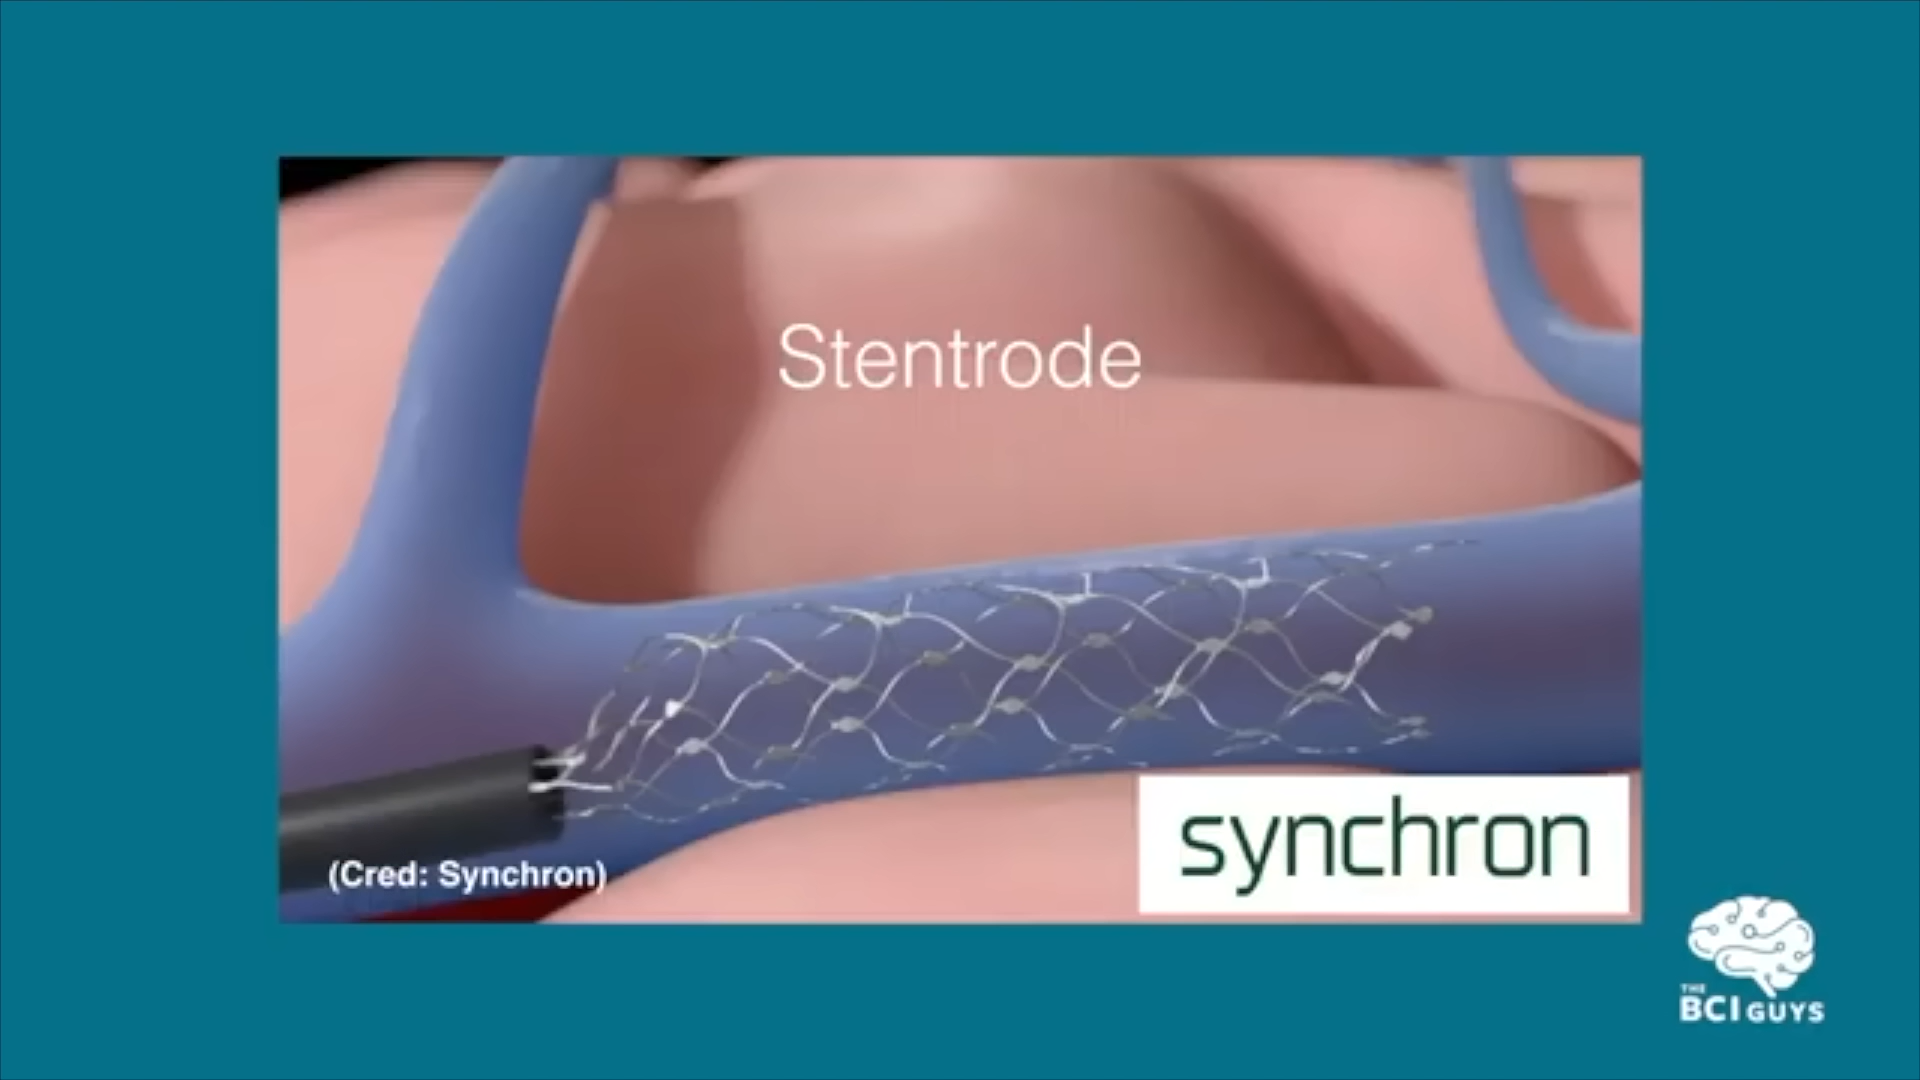 Stentrode
(Cred: Synchron)
synchron
THE
BCI GUYS